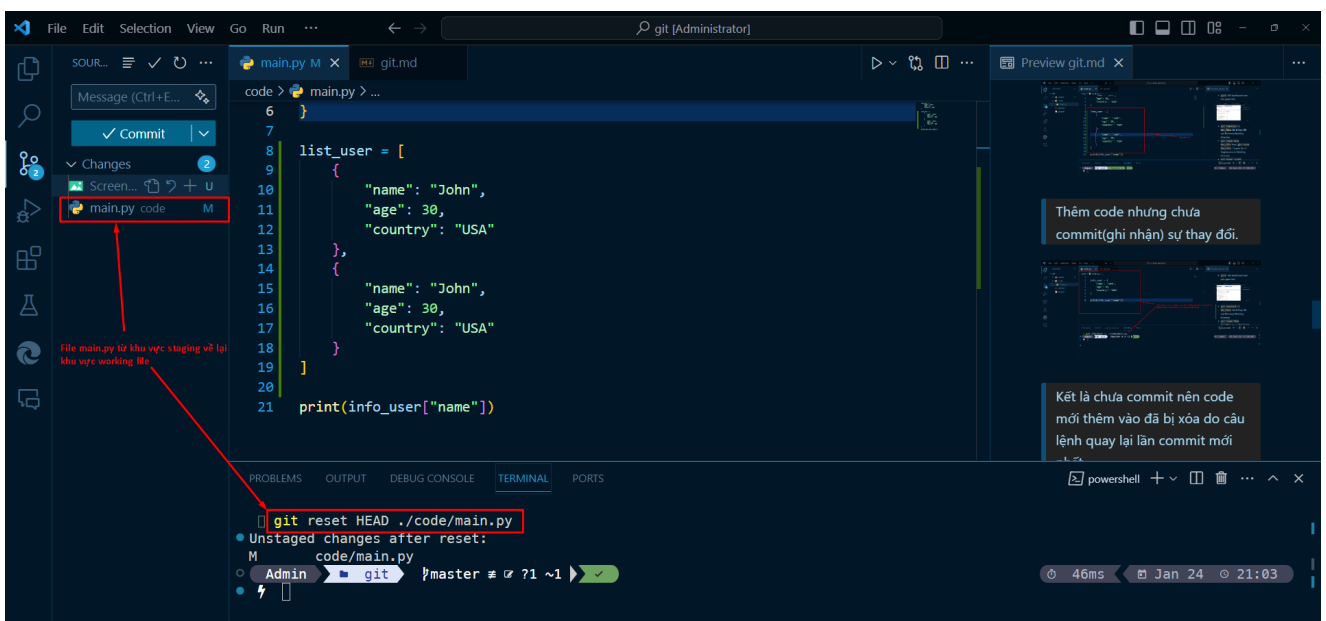 File Edit Selection View Go Run ··· git [Administrator]
SOUR... ···
Message (Ctrl+E...
Commit
Changes 2
Screen... U
main.py code M
2
main.py M git.md
code > main.py > ...
6 }
7
8 list_user = [
9 {
10 "name": "John",
11 "age": 30,
12 "country": "USA"
13 },
14 {
15 "name": "John",
16 "age": 30,
17 "country": "USA"
18 }
19 ]
20
21 print(info_user["name"])
Preview git.md ···
Thêm code nhưng chưa
commit(ghi nhận) sự thay đổi.
Kết là chưa commit nên code
mới thêm vào đã bị xóa do câu
lệnh quay lại lần commit mới
File main.py từ khu vực staging về lại
khu vực working file
PROBLEMS OUTPUT DEBUG CONSOLE TERMINAL PORTS
powershell
git reset HEAD ./code/main.py
Unstaged changes after reset:
M code/main.py
Admin git master ≢ ?1 ~1
46ms Jan 24 21:03